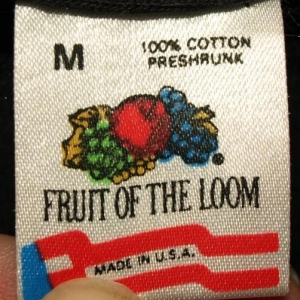 M
100% COTTON
PRESHRUNK
®
FRUIT OF THE LOOM
MADE IN U.S.A.